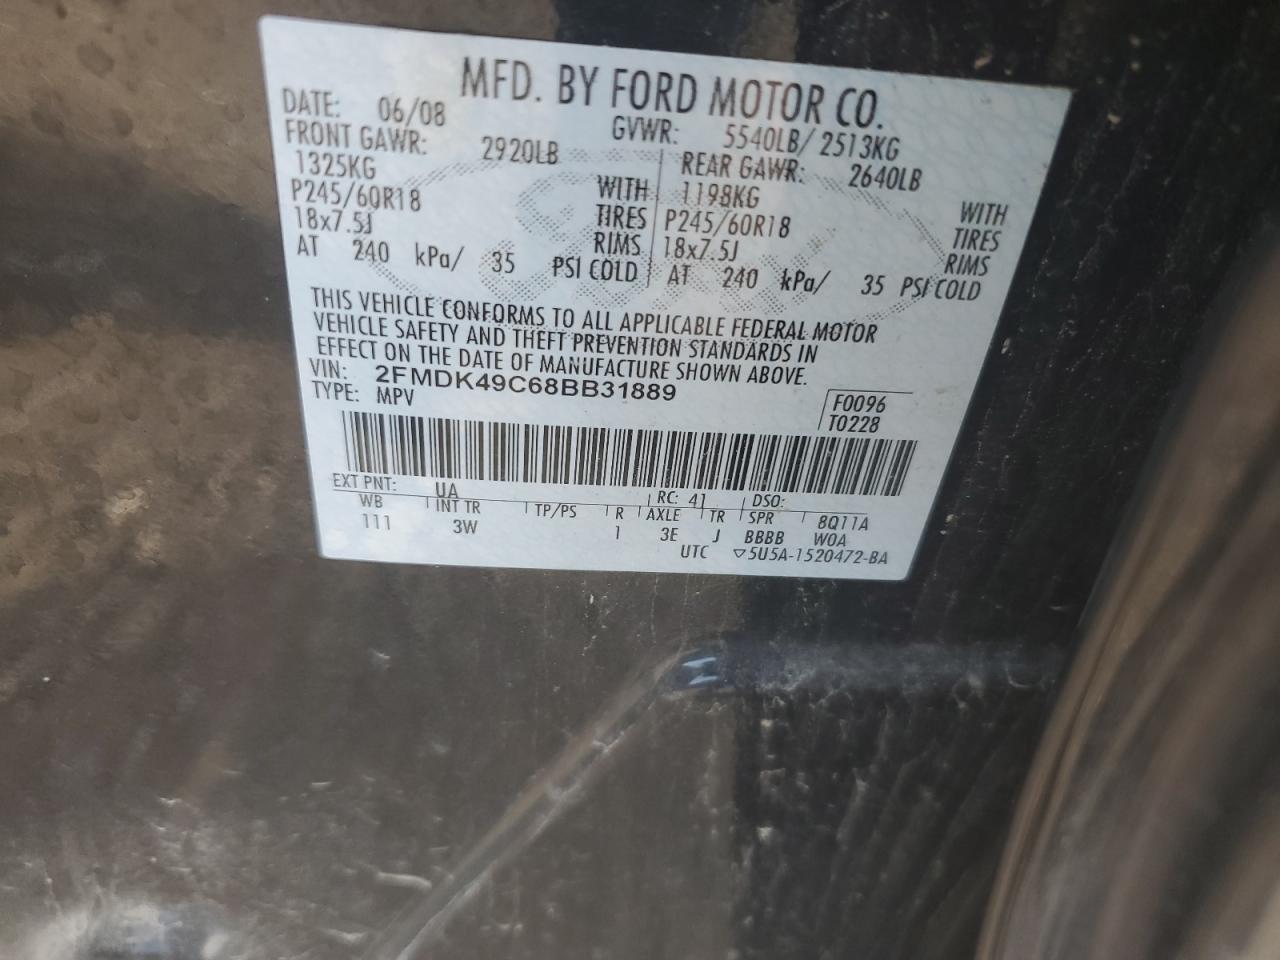 MFD. BY FORD MOTOR CO.
DATE: 06/08 GVWR: 5540LB/ 2513KG
FRONT GAWR: 2920LB REAR GAWR: 2640LB
1325KG WITH 1198KG WITH
P245/60R18 TIRES P245/60R18 TIRES
18x7.5J RIMS 18x7.5J RIMS
AT 240 kPa/ 35 PSI COLD AT 240 kPa/ 35 PSI COLD
THIS VEHICLE CONFORMS TO ALL APPLICABLE FEDERAL MOTOR
VEHICLE SAFETY AND THEFT PREVENTION STANDARDS IN
EFFECT ON THE DATE OF MANUFACTURE SHOWN ABOVE.
VIN: 2FMDK49C68BB31889 F0096
TYPE: MPV T0228
EXT PNT: UA RC: 41 DSO:
WB INT TR TP/PS R AXLE TR SPR 8Q11A
111 3W 1 3E J BBBB W0A
UTC ▽5U5A-1520472-BA